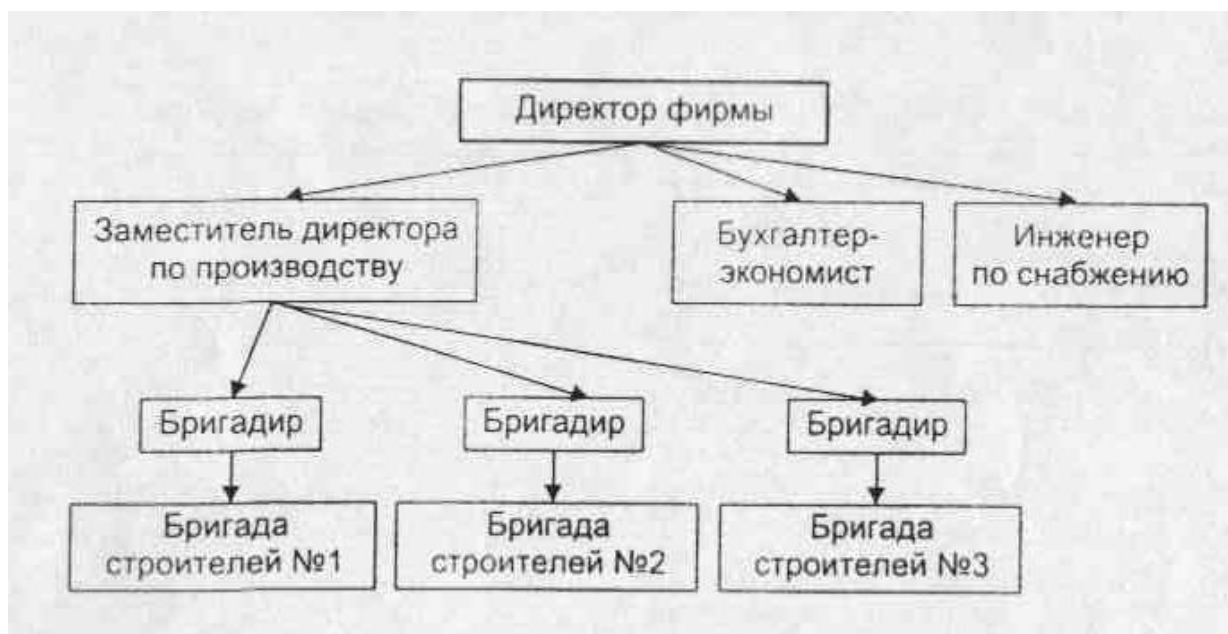 Директор фирмы
Заместитель директора
по производству
Бухгалтер-
экономист
Инженер
по снабжению
Бригадир
Бригадир
Бригадир
Бригада
строителей №1
Бригада
строителей №2
Бригада
строителей №3